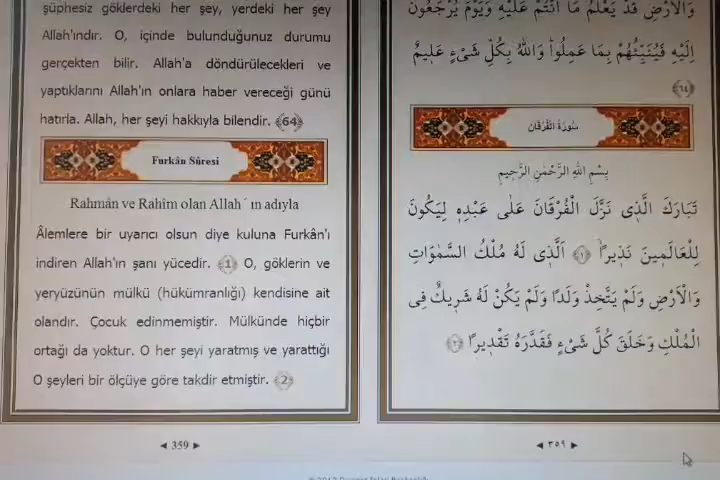 şüphesiz göklerdeki her şey, yerdeki her şey
Allah'ındır. O, içinde bulunduğunuz durumu
gerçekten bilir. Allah'a döndürülecekleri ve
yaptıklarını Allah'ın onlara haber vereceği günü
hatırla. Allah, her şeyi hakkıyla bilendir. ﴾64﴿
Furkân Sûresi
Rahmân ve Rahîm olan Allah´ın adıyla
Âlemlere bir uyarıcı olsun diye kuluna Furkân'ı
indiren Allah'ın şanı yücedir. ﴾1﴿ O, göklerin ve
yeryüzünün mülkü (hükümranlığı) kendisine ait
olandır. Çocuk edinmemiştir. Mülkünde hiçbir
ortağı da yoktur. O her şeyi yaratmış ve yarattığı
O şeyleri bir ölçüye göre takdir etmiştir. ﴾2﴿
◄ 359 ►
وَالْاَرْضِ قَدْ يَعْلَمُ مَٓا اَنْتُمْ عَلَيْهِ وَيَوْمَ يُرْجَعُونَ
اِلَيْهِ فَيُنَبِّئُهُمْ بِمَا عَمِلُوا وَاللّٰهُ بِكُلِّ شَيْءٍ عَلٖيمٌ
﴿٦٤﴾
سُورَةُ الْفُرْقَانِ
بِسْمِ اللّٰهِ الرَّحْمٰنِ الرَّحٖيمِ
تَبَارَكَ الَّذٖى نَزَّلَ الْفُرْقَانَ عَلٰى عَبْدِهٖ لِيَكُونَ
لِلْعَالَمٖينَ نَذٖيرًا ﴿١﴾ اَلَّذٖى لَهُ مُلْكُ السَّمٰوَاتِ
وَالْاَرْضِ وَلَمْ يَتَّخِذْ وَلَدًا وَلَمْ يَكُنْ لَهُ شَرٖيكٌ فِى
الْمُلْكِ وَخَلَقَ كُلَّ شَىْءٍ فَقَدَّرَهُ تَقْدٖيرًا ﴿٢﴾
◄ ٣٥٩ ►